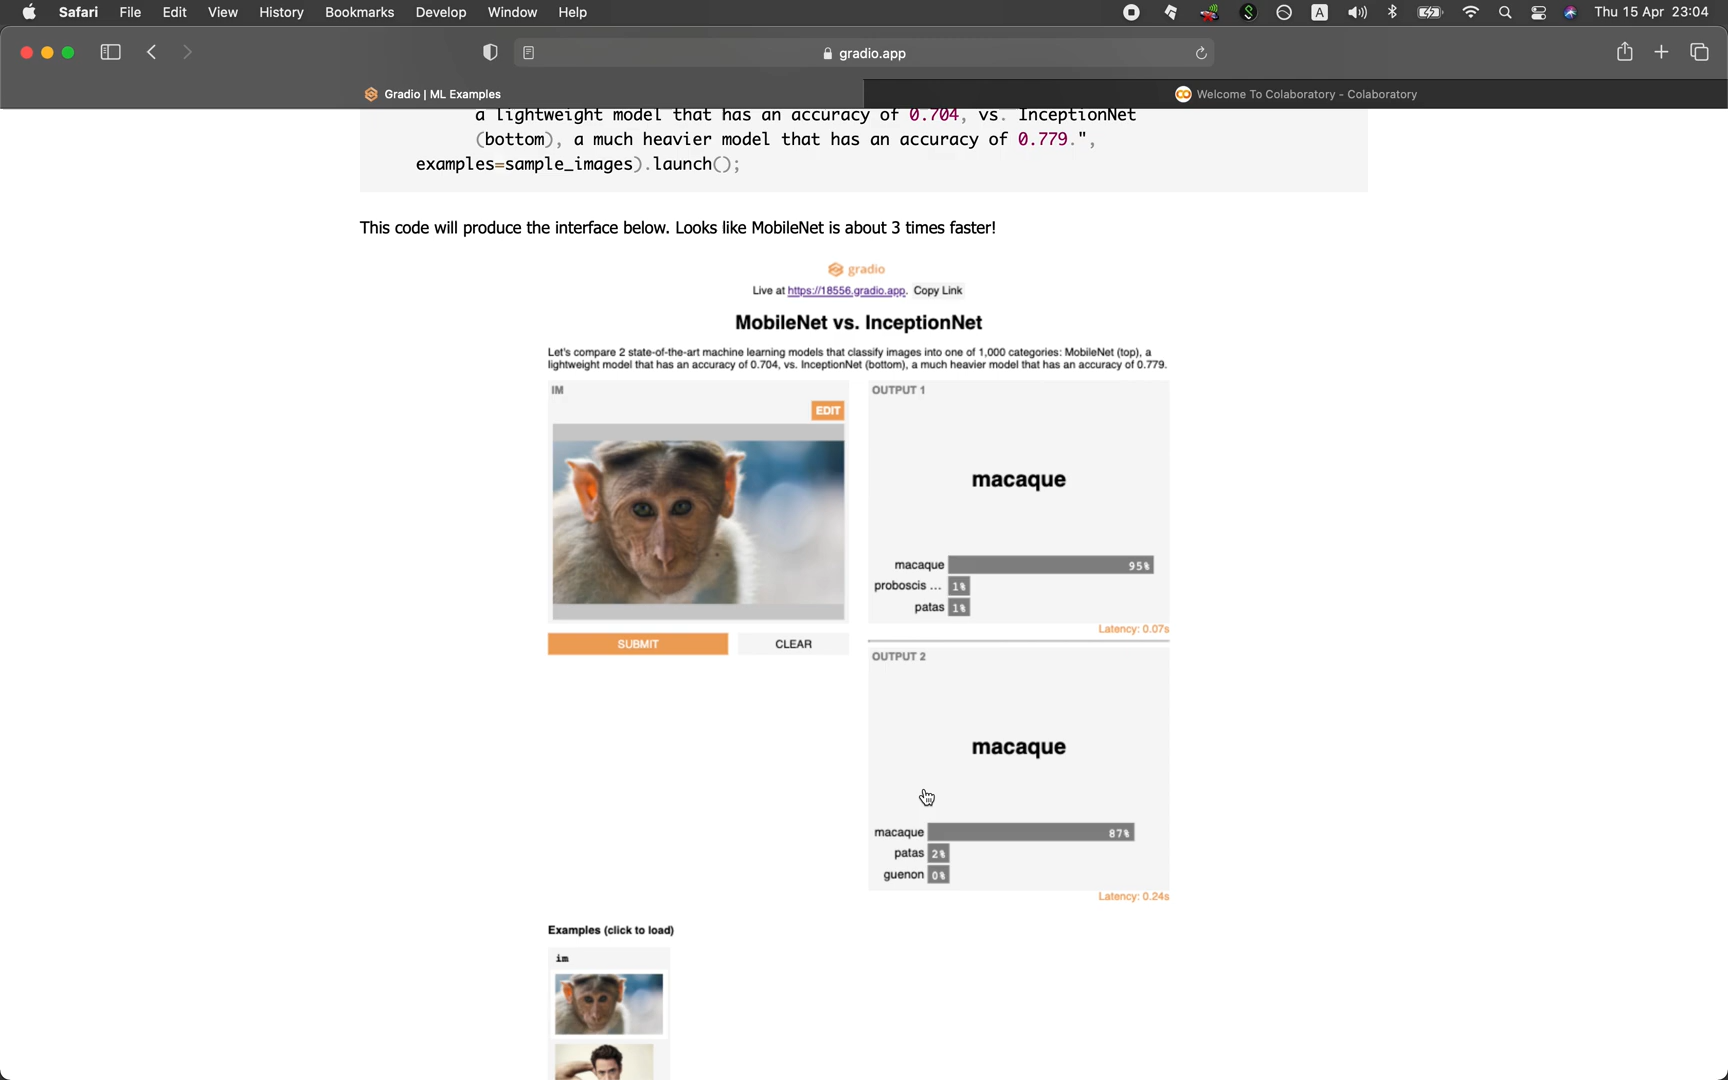 Safari File Edit View History Bookmarks Develop Window Help
A
Thu 15 Apr 23:04
gradio.app
Gradio | ML Examples
Welcome To Colaboratory - Colaboratory
a lightweight model that has an accuracy of 0.704, vs. InceptionNet
(bottom), a much heavier model that has an accuracy of 0.779.",
examples=sample_images).launch();
This code will produce the interface below. Looks like MobileNet is about 3 times faster!
gradio
Live at https://18556.gradio.app. Copy Link
MobileNet vs. InceptionNet
Let's compare 2 state-of-the-art machine learning models that classify images into one of 1,000 categories: MobileNet (top), a
lightweight model that has an accuracy of 0.704, vs. InceptionNet (bottom), a much heavier model that has an accuracy of 0.779.
IM
EDIT
SUBMIT
CLEAR
OUTPUT 1
macaque
macaque 95%
proboscis ... 1%
patas 1%
Latency: 0.07s
OUTPUT 2
macaque
macaque 87%
patas 2%
guenon 0%
Latency: 0.24s
Examples (click to load)
im